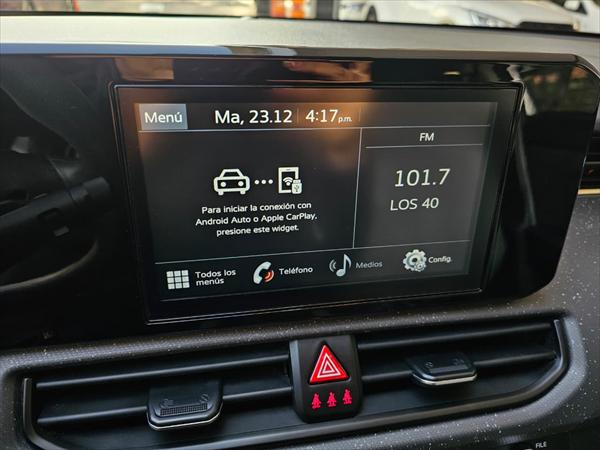 Menú
Ma, 23.12
4:17 p.m.
FM
101.7
LOS 40
Para iniciar la conexión con
Android Auto o Apple CarPlay,
presione este widget.
Todos los
menús
Teléfono
Medios
Config.
FILE